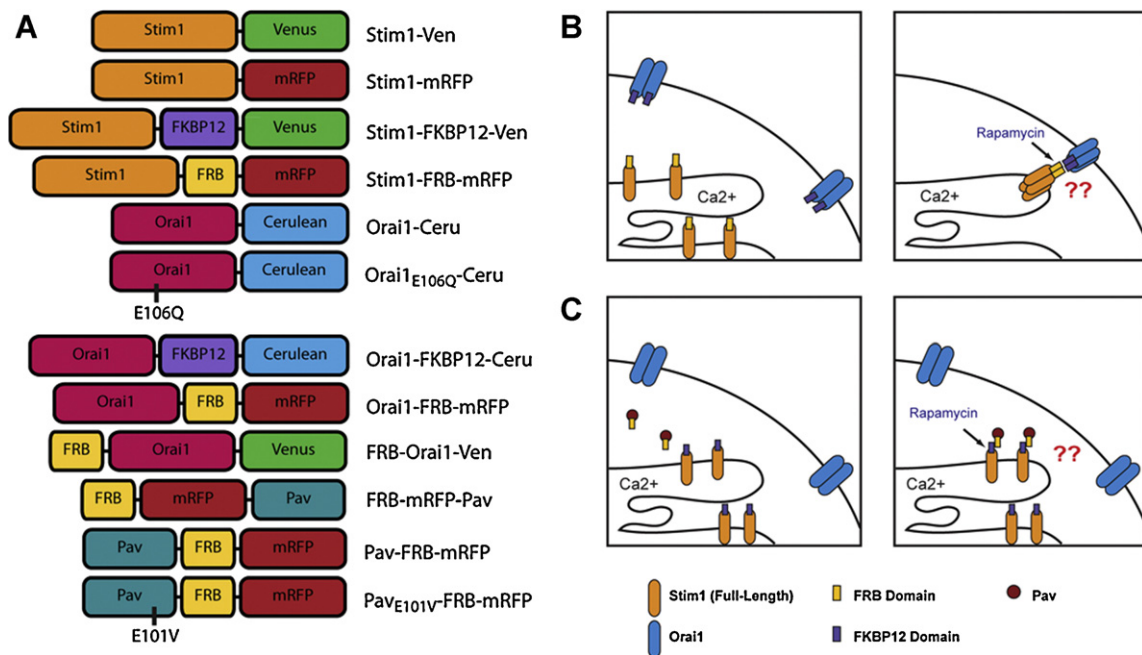 A
Stim1 Venus Stim1-Ven
Stim1 mRFP Stim1-mRFP
Stim1 FKBP12 Venus Stim1-FKBP12-Ven
Stim1 FRB mRFP Stim1-FRB-mRFP
Orai1 Cerulean Orai1-Ceru
Orai1 Cerulean Orai1E106Q-Ceru
E106Q
Orai1 FKBP12 Cerulean Orai1-FKBP12-Ceru
Orai1 FRB mRFP Orai1-FRB-mRFP
FRB Orai1 Venus FRB-Orai1-Ven
FRB mRFP Pav FRB-mRFP-Pav
Pav FRB mRFP Pav-FRB-mRFP
Pav FRB mRFP PavE101V-FRB-mRFP
E101V
B
Ca2+
Rapamycin
Ca2+
??
C
Ca2+
Rapamycin
??
Ca2+
Stim1 (Full-Length)
FRB Domain
Pav
Orai1
FKBP12 Domain